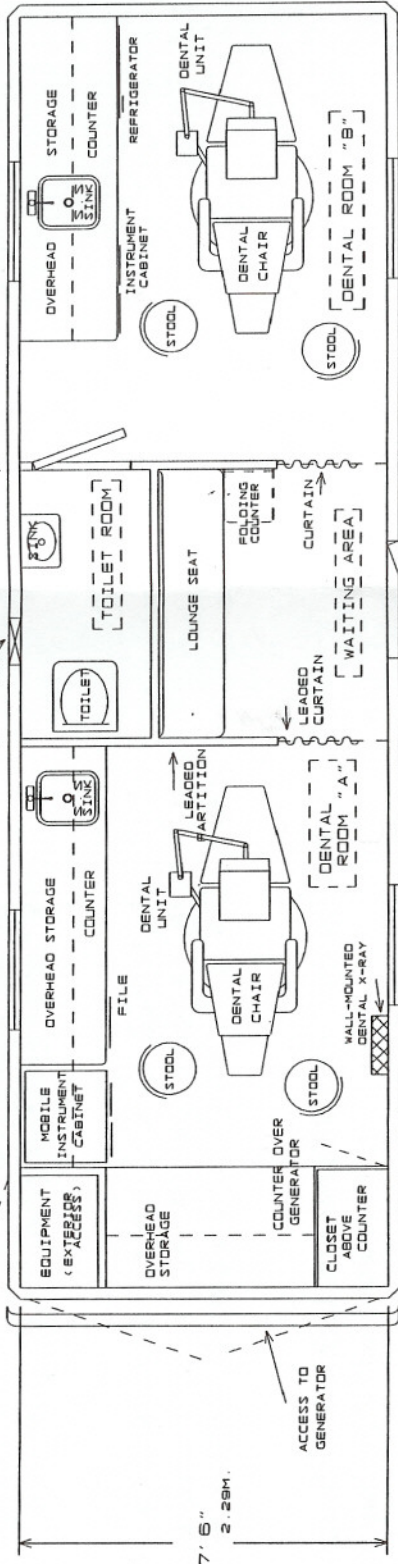 EQUIPMENT
(EXTERIOR
ACCESS)
MOBILE
INSTRUMENT
CABINET
OVERHEAD STORAGE
COUNTER
SINK
FILE
OVERHEAD
STORAGE
COUNTER OVER
GENERATOR
CLOSET
ABOVE
COUNTER
ACCESS TO
GENERATOR
7' 6"
2.29M.
STOOL
STOOL
DENTAL
UNIT
DENTAL
CHAIR
LEADED
PARTITION
DENTAL
ROOM "A"
WALL-MOUNTED
DENTAL X-RAY
TOILET
SINK
TOILET ROOM
LOUNGE SEAT
FOLDING
COUNTER
LEADED
CURTAIN
CURTAIN
WAITING AREA
OVERHEAD
STORAGE
COUNTER
SINK
INSTRUMENT
CABINET
REFRIGERATOR
STOOL
STOOL
DENTAL
UNIT
DENTAL
CHAIR
DENTAL ROOM "B"